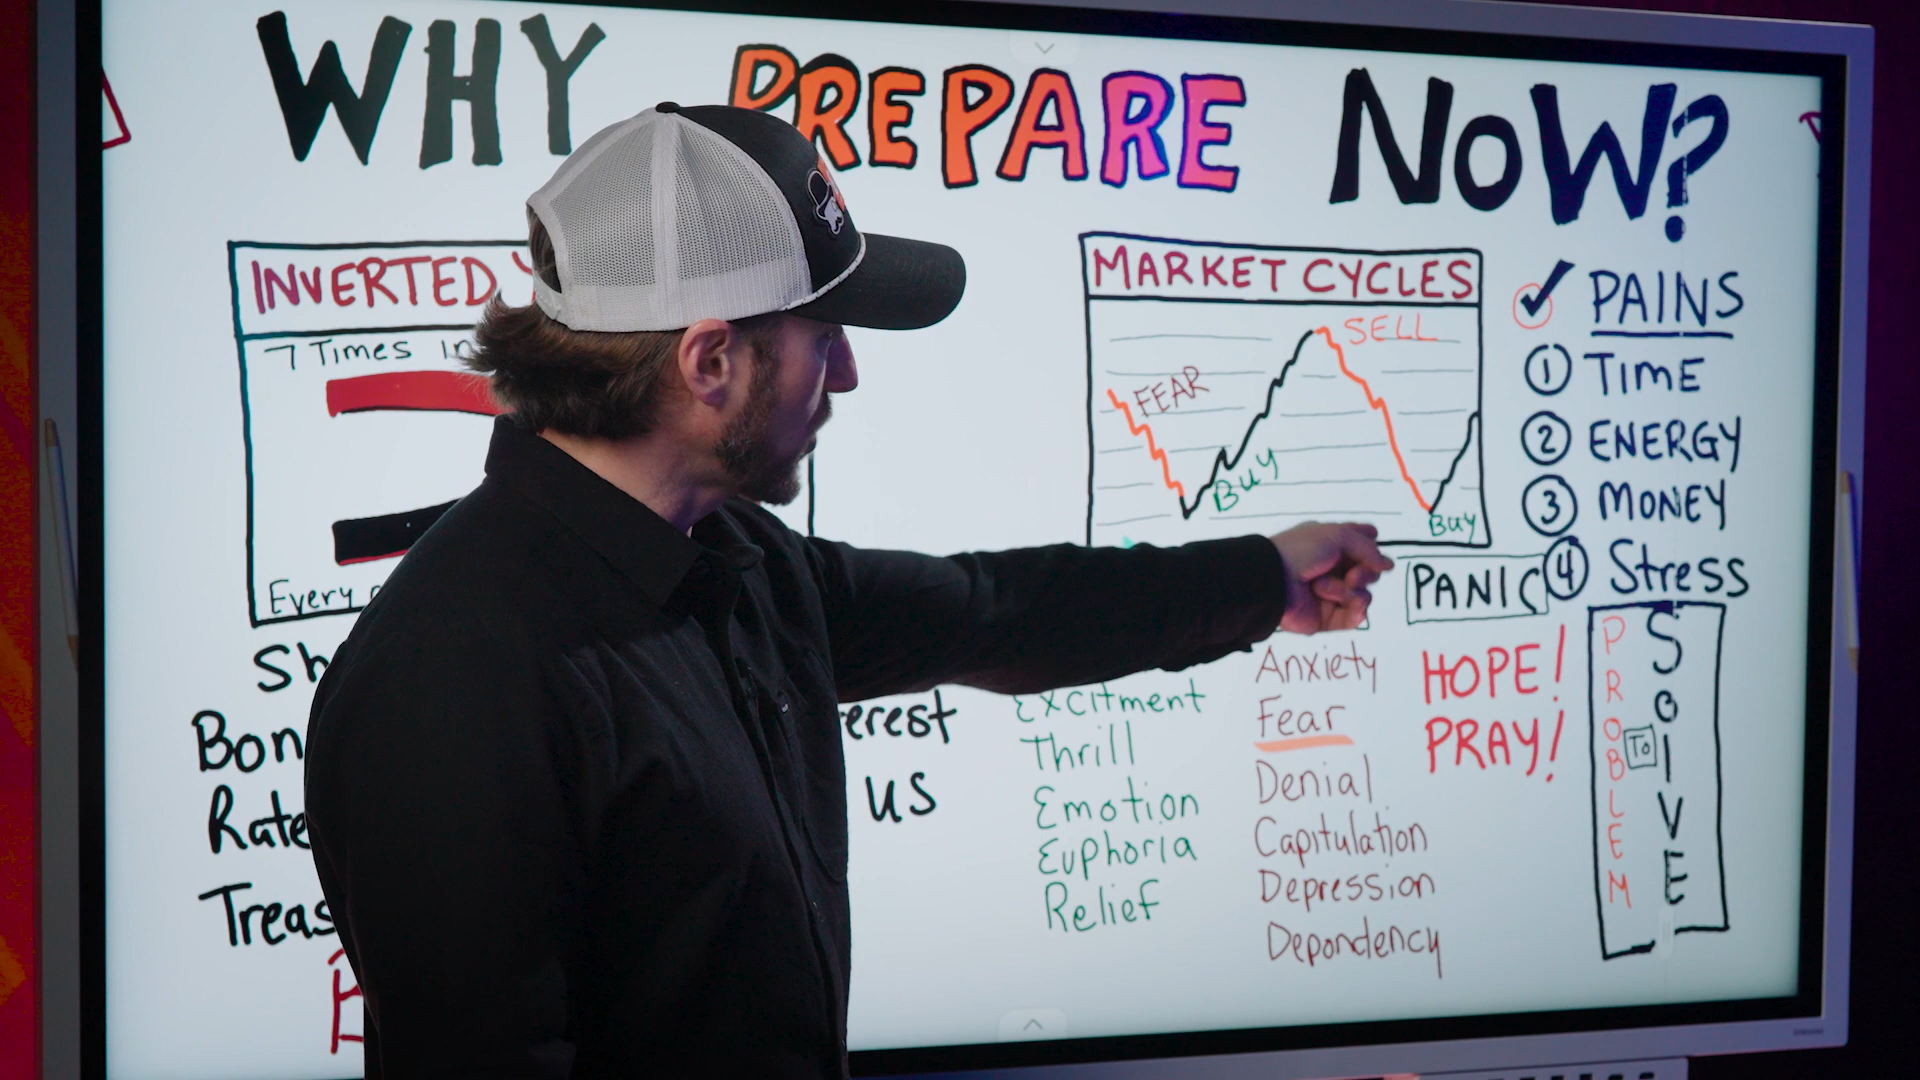 WHY PREPARE NOW?
INVERTED
7 Times
Every
Bon
Rate
Treas
erest
US
MARKET CYCLES
FEAR
SELL
Buy
Buy
PANIC
Excitment
Thrill
Emotion
Euphoria
Relief
Anxiety
Fear
Denial
Capitulation
Depression
Depondency
HOPE!
PRAY!
PAINS
1 TIME
2 ENERGY
3 MONEY
4 Stress
PROBLEM
To
SOlVE